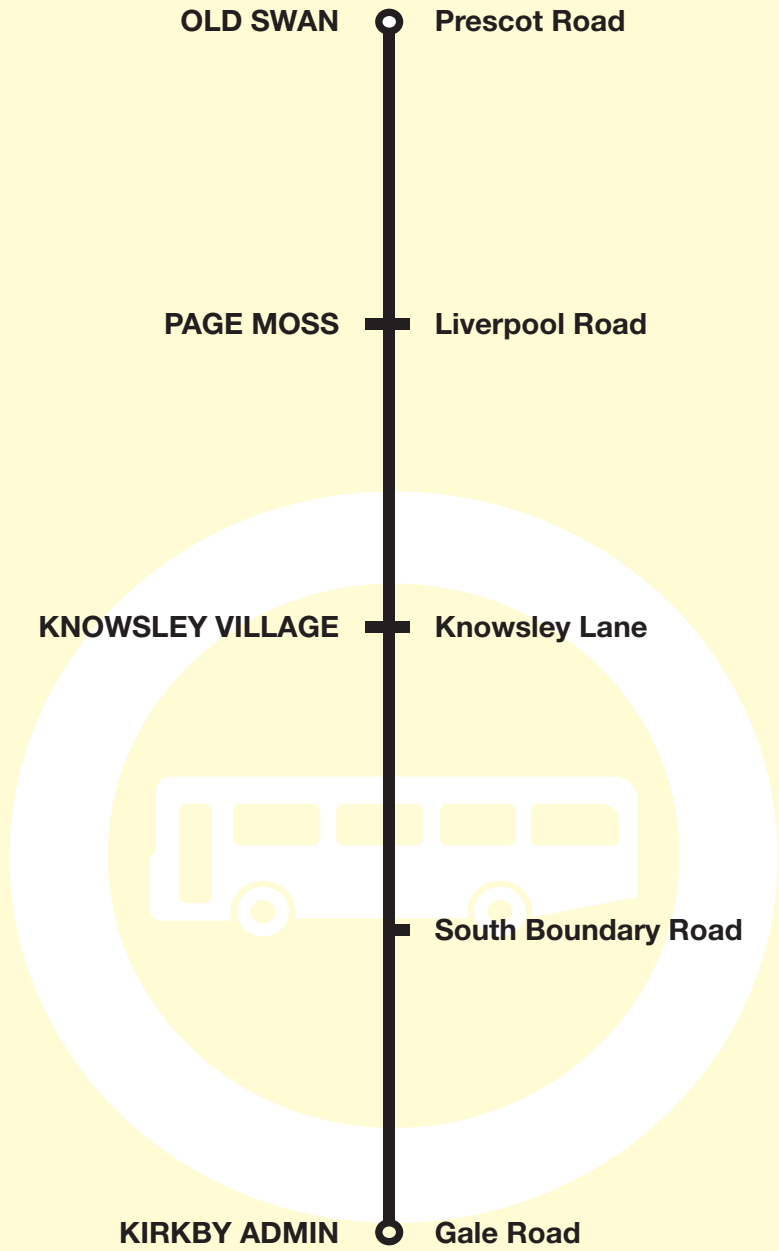 OLD SWAN Prescot Road
PAGE MOSS Liverpool Road
KNOWSLEY VILLAGE Knowsley Lane
South Boundary Road
KIRKBY ADMIN Gale Road